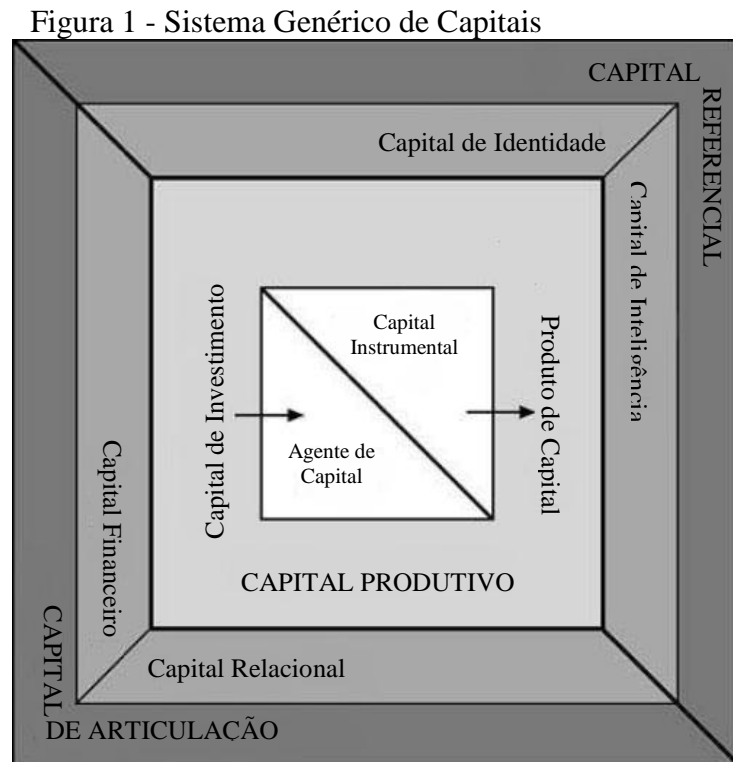 Figura 1 - Sistema Genérico de Capitais
CAPITAL
REFERENCIAL
Capital de Identidade
Capital de Inteligência
Capital de Investimento
Capital
Instrumental
Produto de Capital
Agente de
Capital
Capital Financeiro
CAPITAL PRODUTIVO
Capital Relacional
CAPITAL
DE ARTICULAÇÃO